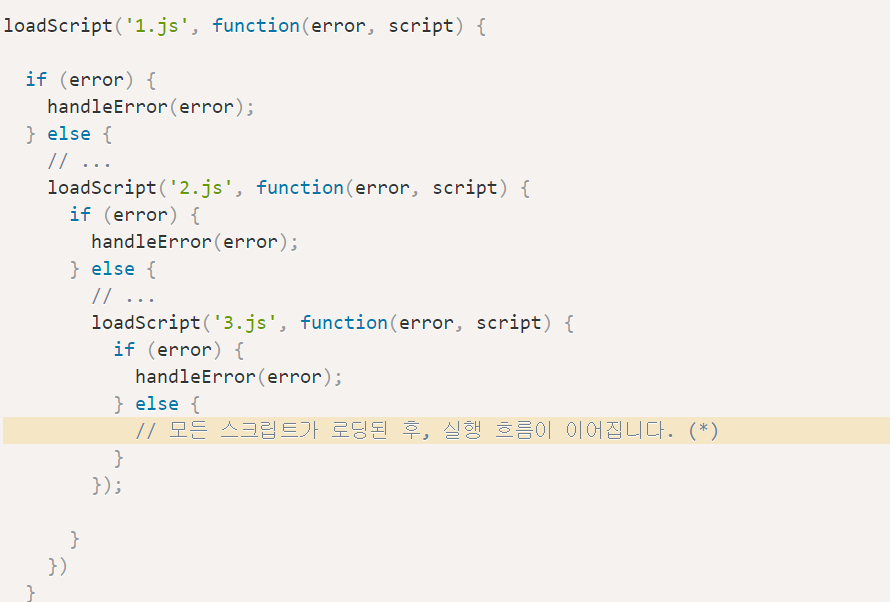 loadScript('1.js', function(error, script) {
if (error) {
handleError(error);
} else {
// ...
loadScript('2.js', function(error, script) {
if (error) {
handleError(error);
} else {
// ...
loadScript('3.js', function(error, script) {
if (error) {
handleError(error);
} else {
// 모든 스크립트가 로딩된 후, 실행 흐름이 이어집니다. (*)
}
});
}
})
}